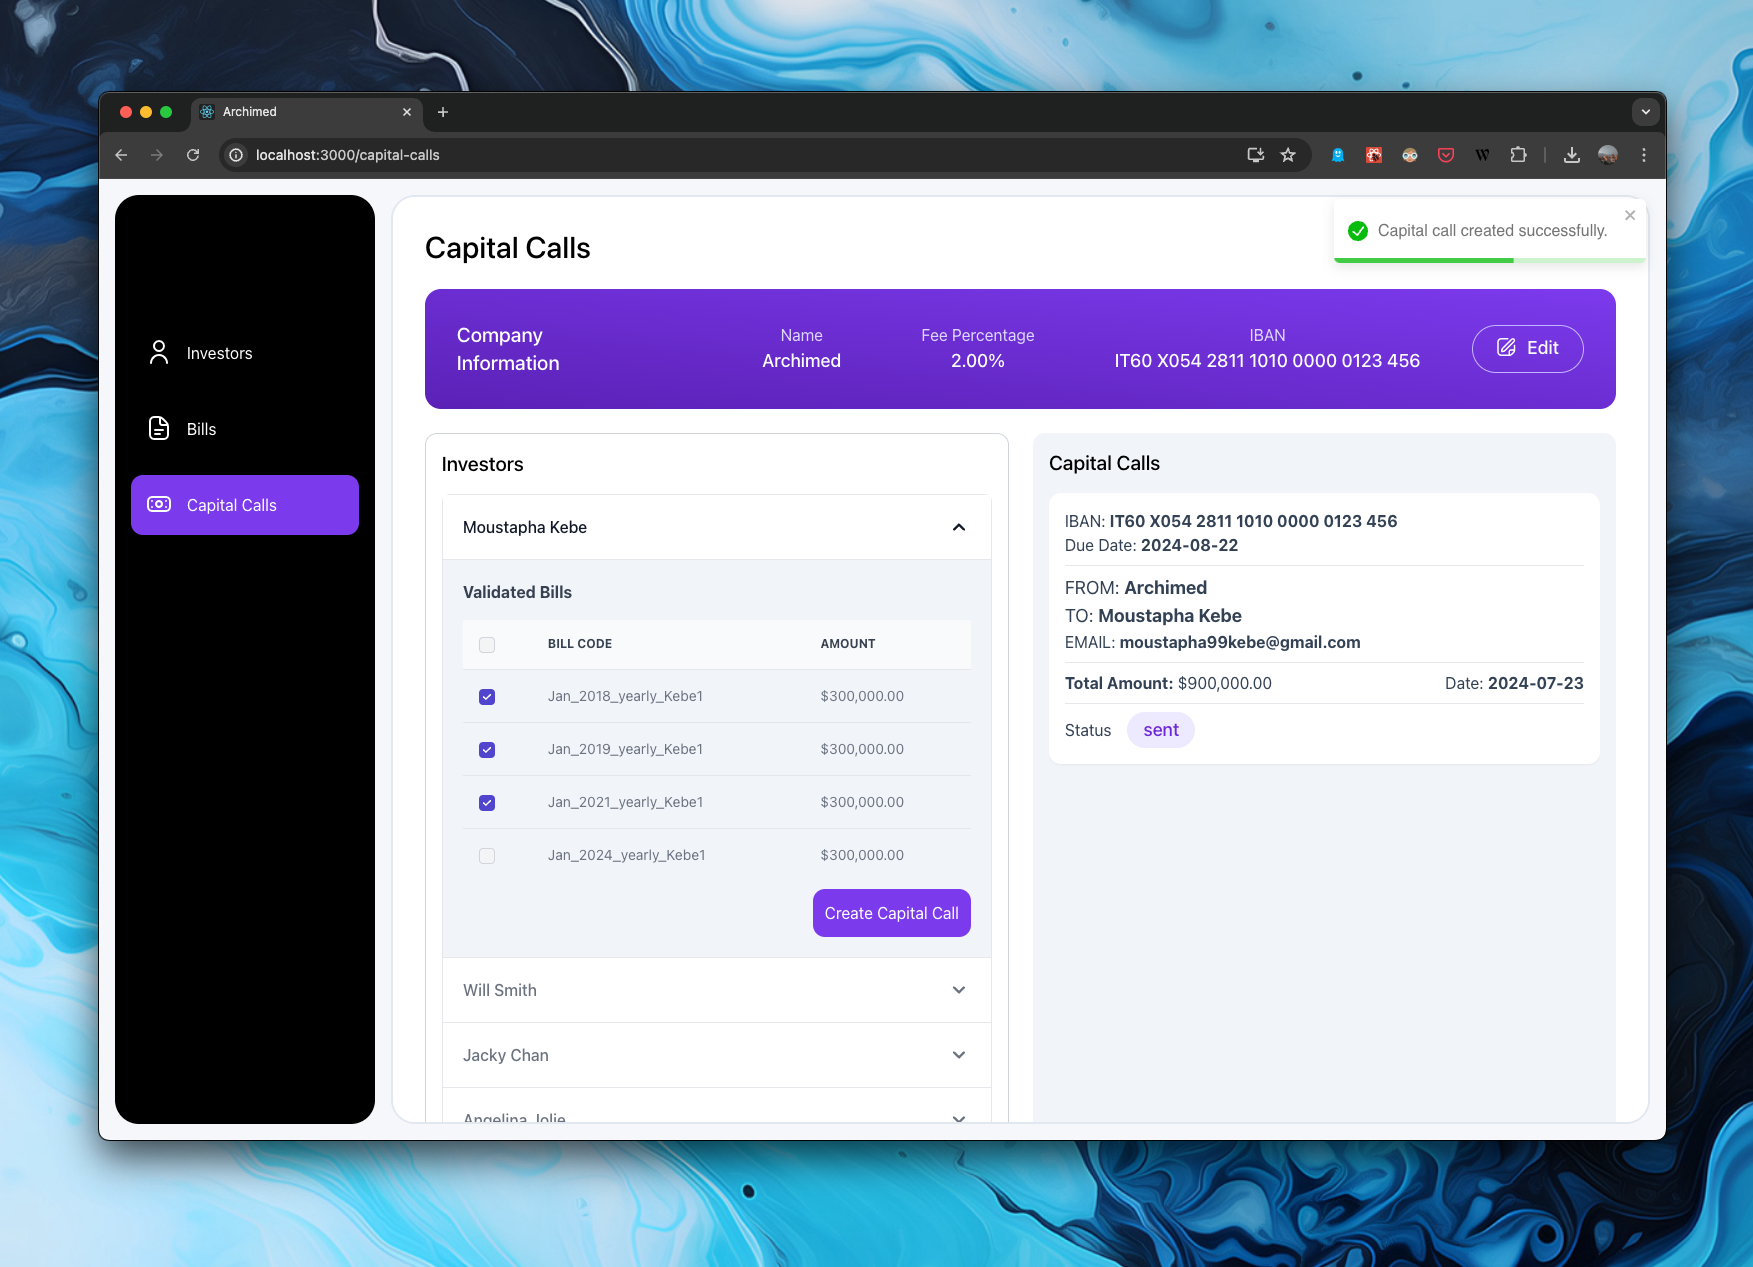 Archimed
localhost:3000/capital-calls
Capital call created successfully.
Investors
Bills
Capital Calls
Capital Calls
Company
Information
Name
Archimed
Fee Percentage
2.00%
IBAN
IT60 X054 2811 1010 0000 0123 456
Edit
Investors
Moustapha Kebe
Validated Bills
BILL CODE AMOUNT
Jan_2018_yearly_Kebe1 $300,000.00
Jan_2019_yearly_Kebe1 $300,000.00
Jan_2021_yearly_Kebe1 $300,000.00
Jan_2024_yearly_Kebe1 $300,000.00
Create Capital Call
Will Smith
Jacky Chan
Angelina Jolie
Capital Calls
IBAN: IT60 X054 2811 1010 0000 0123 456
Due Date: 2024-08-22
FROM: Archimed
TO: Moustapha Kebe
EMAIL: moustapha99kebe@gmail.com
Total Amount: $900,000.00 Date: 2024-07-23
Status sent